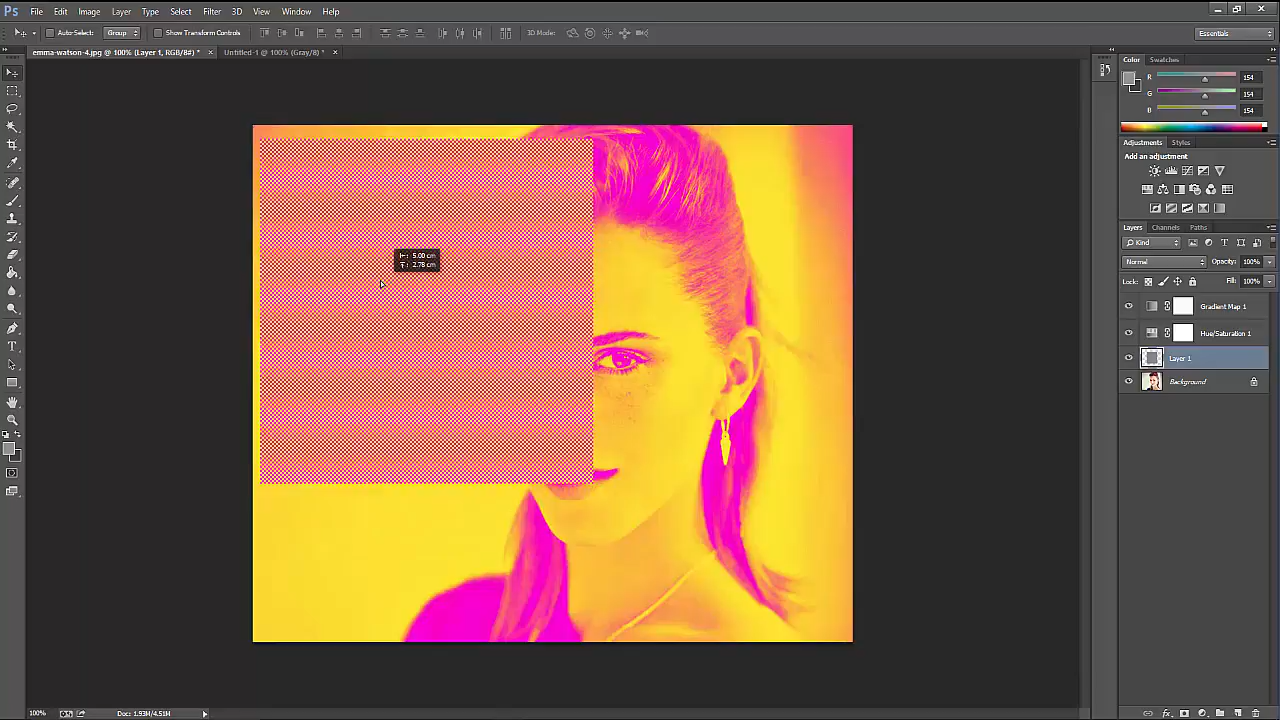 Ps File Edit Image Layer Type Select Filter 3D View Window Help
Auto-Select: Group Show Transform Controls 3D Mode: Essentials
emma-watson-4.jpg @ 100% (Layer 1, RGB/8#) * × Untitled-1 @ 100% (Gray/8) * ×
Color Swatches
R 154
G 154
B 154
Adjustments Styles
Add an adjustment
Layers Channels Paths
Kind
Normal Opacity: 100%
Lock: Fill: 100%
Gradient Map 1
Hue/Saturation 1
Layer 1
Background
5.00 cm
2.78 cm
100% Doc: 1.93M/4.51M